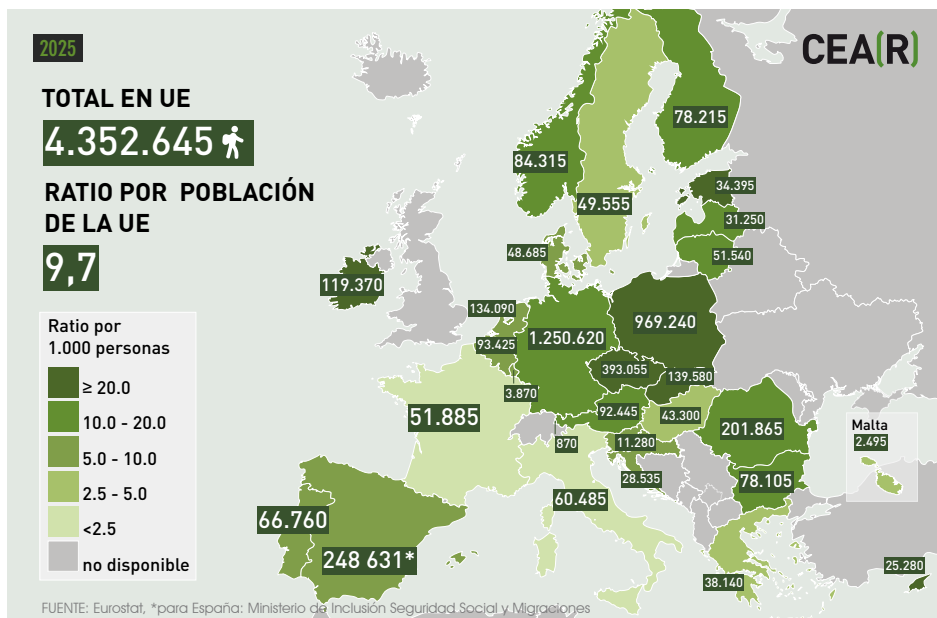 2025
CEA(R)
TOTAL EN UE
4.352.645
RATIO POR POBLACIÓN
DE LA UE
9,7
Ratio por
1.000 personas
≥ 20.0
10.0 - 20.0
5.0 - 10.0
2.5 - 5.0
<2.5
no disponible
78.215
84.315
49.555
34.395
31.250
51.540
48.685
119.370
134.090
93.425
1.250.620
969.240
393.055
139.580
3.870
92.445
43.300
51.885
870
11.280
201.865
Malta
2.495
28.535
78.105
60.485
66.760
248 631*
38.140
25.280
FUENTE: Eurostat, *para España: Ministerio de Inclusión Seguridad Social y Migraciones